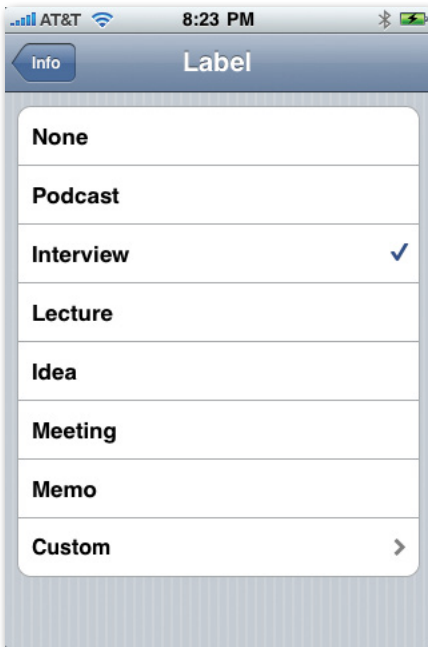 AT&T 8:23 PM
Info Label
None
Podcast
Interview
Lecture
Idea
Meeting
Memo
Custom